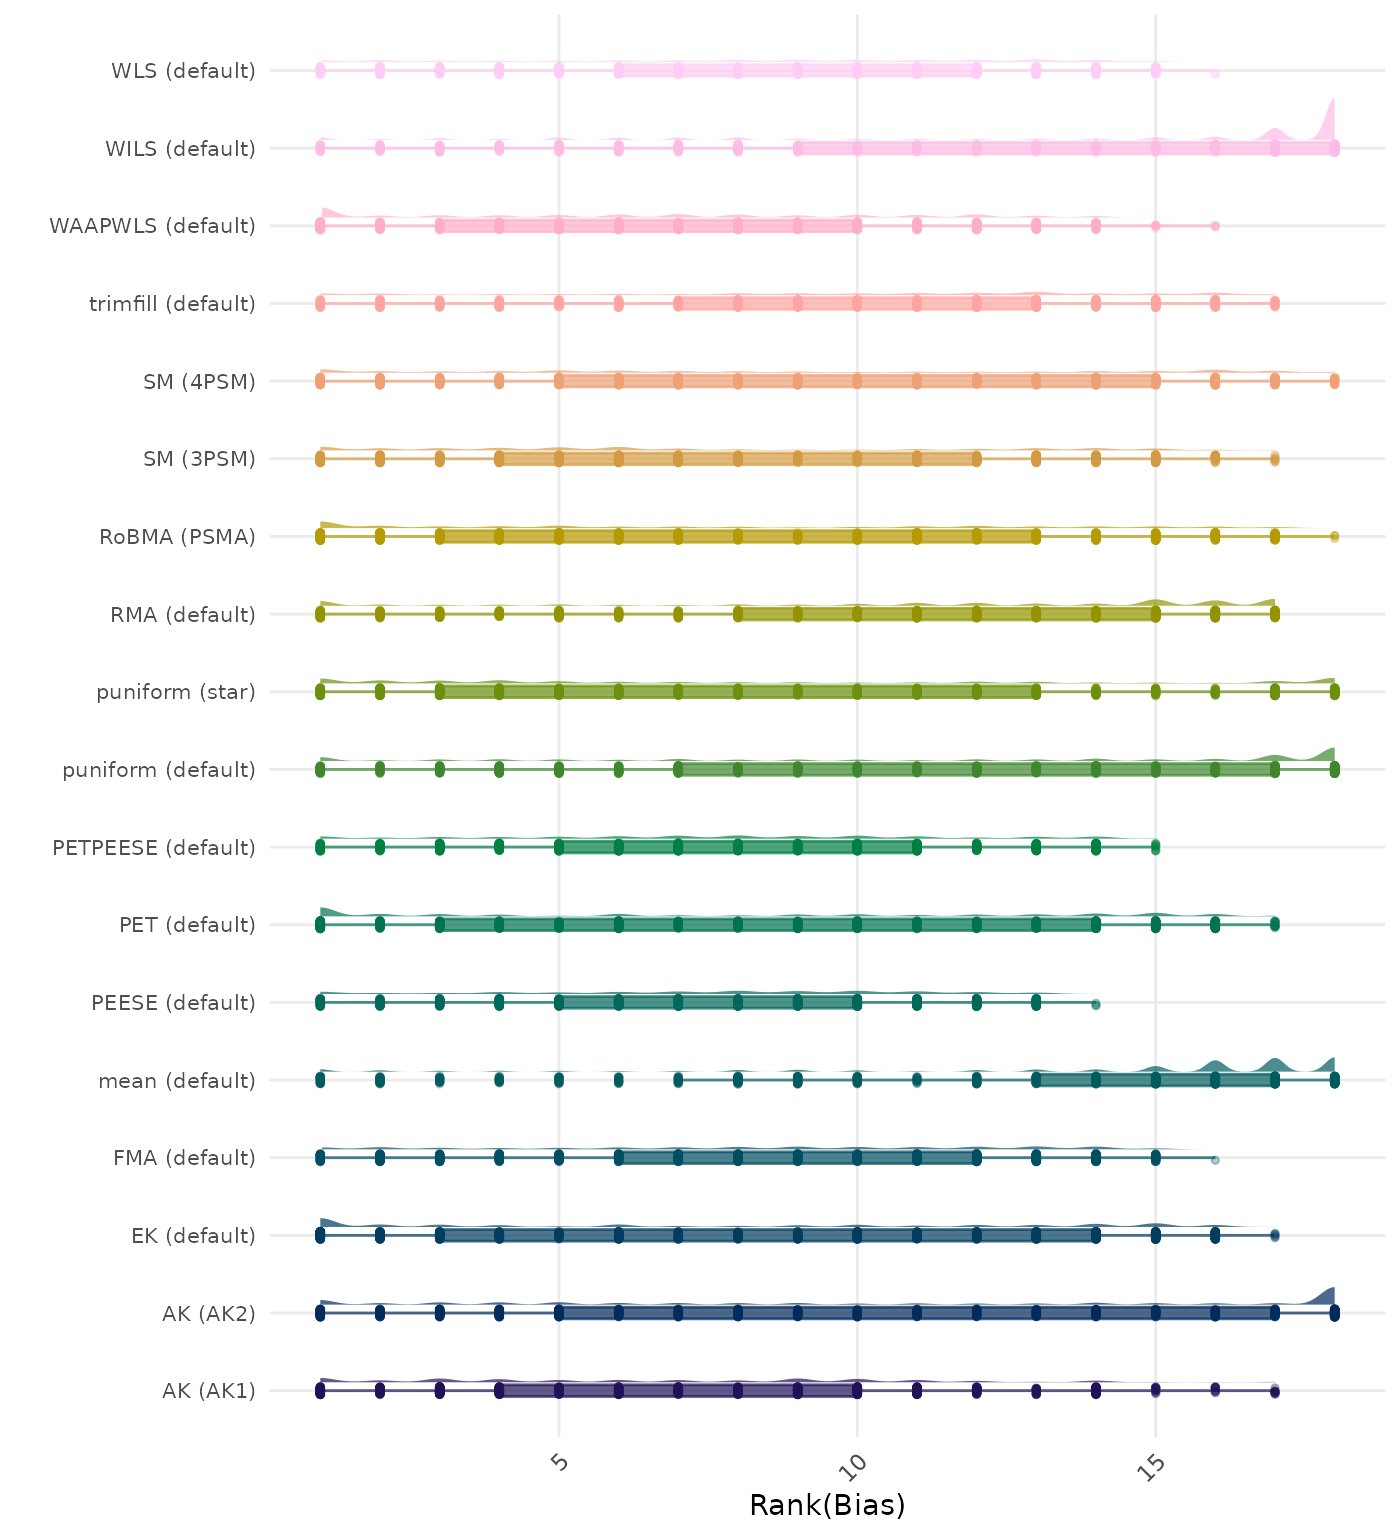 WLS (default)
WILS (default)
WAAPWLS (default)
trimfill (default)
SM (4PSM)
SM (3PSM)
RoBMA (PSMA)
RMA (default)
puniform (star)
puniform (default)
PETPEESE (default)
PET (default)
PEESE (default)
mean (default)
FMA (default)
EK (default)
AK (AK2)
AK (AK1)
5
10
15
Rank(Bias)